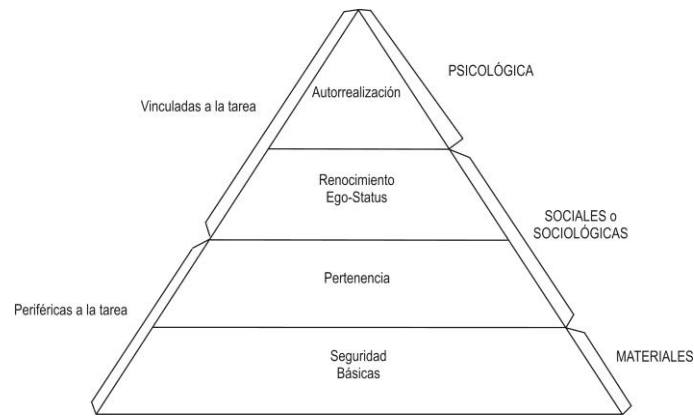 PSICOLÓGICA
Autorrealización
Vinculadas a la tarea
Renocimiento
Ego-Status
SOCIALES o
SOCIOLÓGICAS
Pertenencia
Periféricas a la tarea
Seguridad
Básicas
MATERIALES